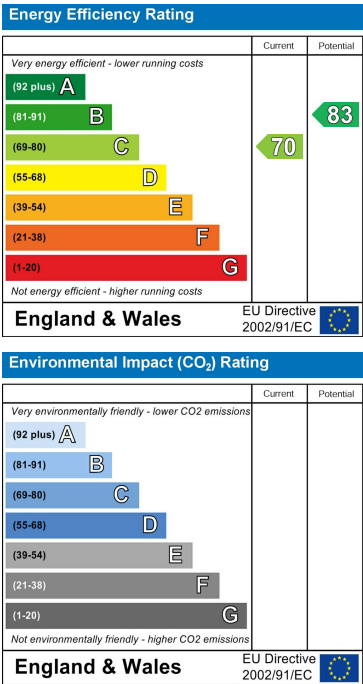 Energy Efficiency Rating
Current Potential
Very energy efficient - lower running costs
(92 plus) A
(81-91) B
83
(69-80) C
70
(55-68) D
(39-54) E
(21-38) F
(1-20) G
Not energy efficient - higher running costs
England & Wales
EU Directive
2002/91/EC
Environmental Impact (CO₂) Rating
Current Potential
Very environmentally friendly - lower CO2 emissions
(92 plus) A
(81-91) B
(69-80) C
(55-68) D
(39-54) E
(21-38) F
(1-20) G
Not environmentally friendly - higher CO2 emissions
England & Wales
EU Directive
2002/91/EC